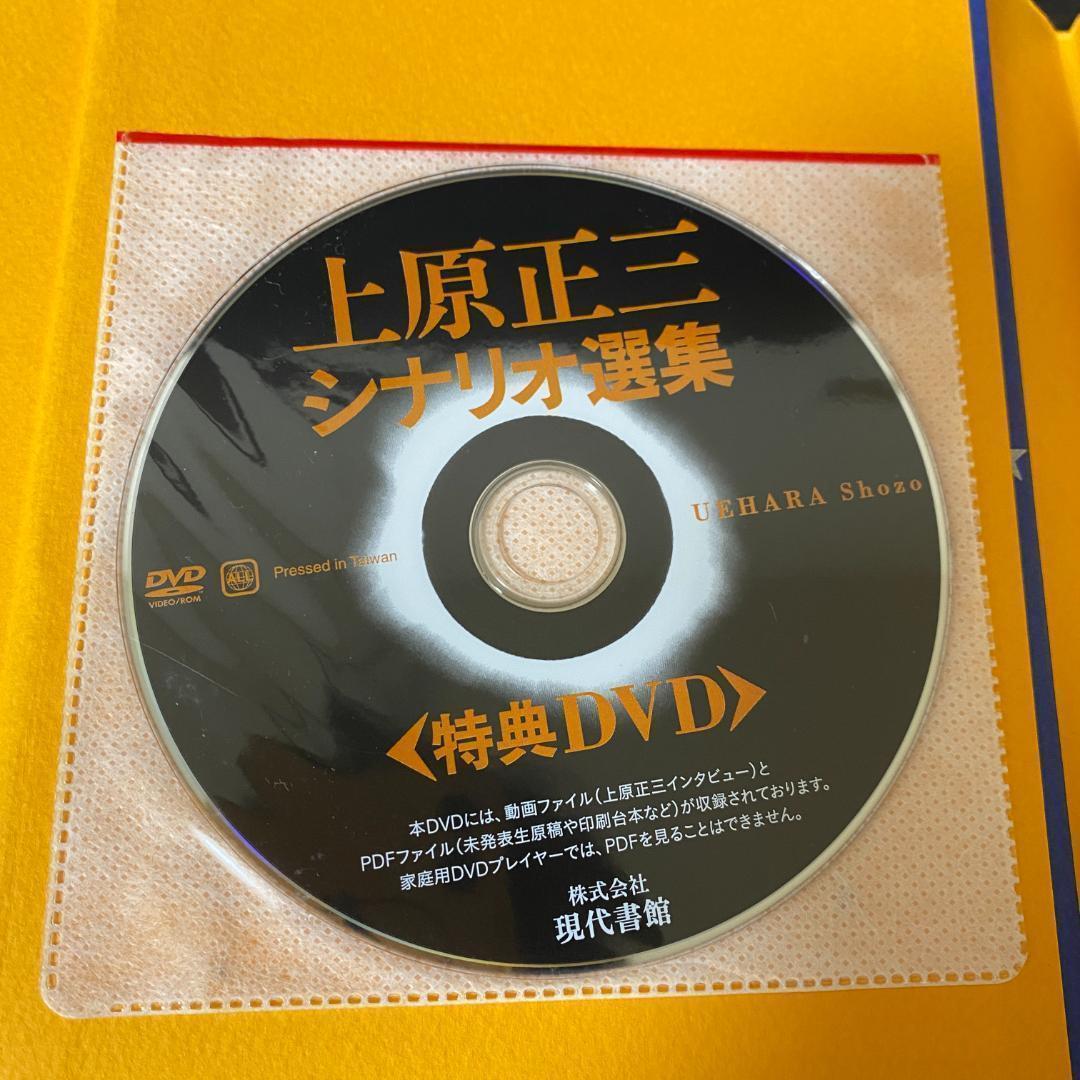 上原正三
シナリオ選集
UEHARA Shozo
DVD
VIDEO/ROM
ALL
Pressed in Taiwan
〈特典DVD〉
本DVDには、動画ファイル(上原正三インタビュー)と
PDFファイル(未発表生原稿や印刷台本など)が収録されております。
家庭用DVDプレイヤーでは、PDFを見ることはできません。
株式会社
現代書館